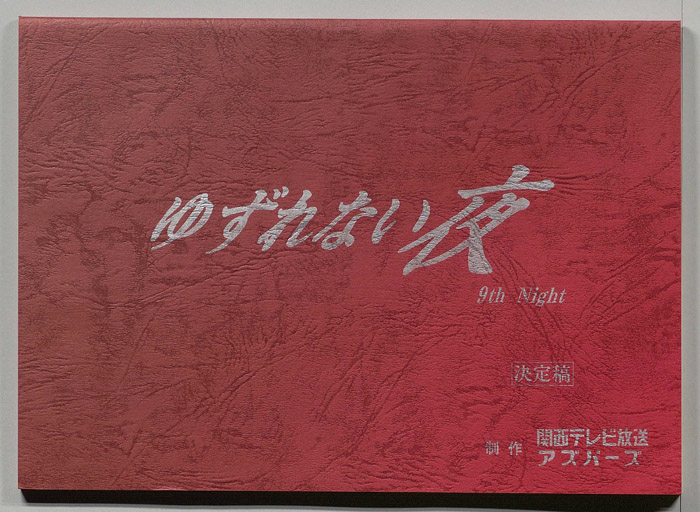 ゆずれない夜
9th Night
決定稿
制作 関西テレビ放送
アズバーズ